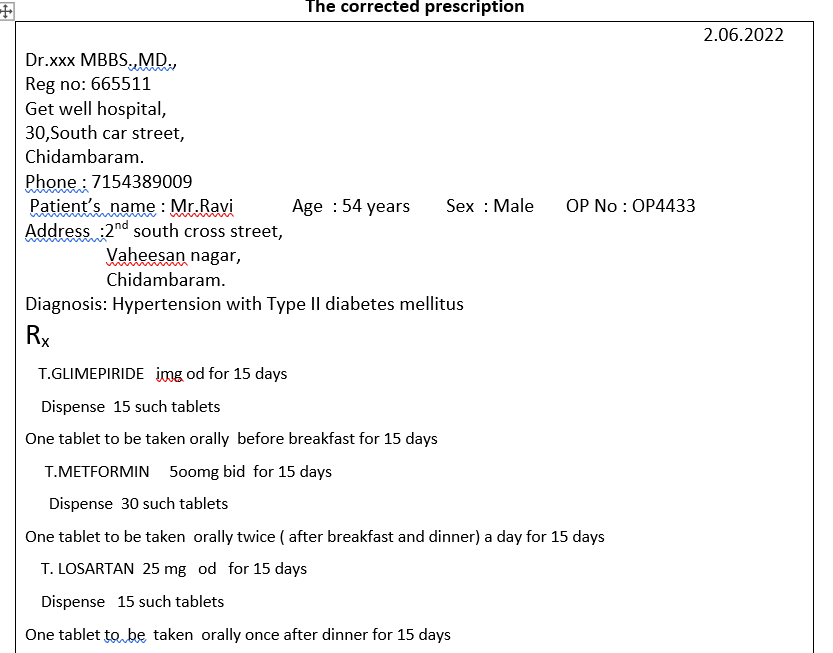 The corrected prescription
2.06.2022
Dr.xxx MBBS.,MD.,
Reg no: 665511
Get well hospital,
30,South car street,
Chidambaram.
Phone : 7154389009
Patient’s name : Mr.Ravi Age : 54 years Sex : Male OP No : OP4433
Address :2nd south cross street,
Vaheesan nagar,
Chidambaram.
Diagnosis: Hypertension with Type II diabetes mellitus
Rx
T.GLIMEPIRIDE img od for 15 days
Dispense 15 such tablets
One tablet to be taken orally before breakfast for 15 days
T.METFORMIN 5oomg bid for 15 days
Dispense 30 such tablets
One tablet to be taken orally twice ( after breakfast and dinner) a day for 15 days
T. LOSARTAN 25 mg od for 15 days
Dispense 15 such tablets
One tablet to be taken orally once after dinner for 15 days